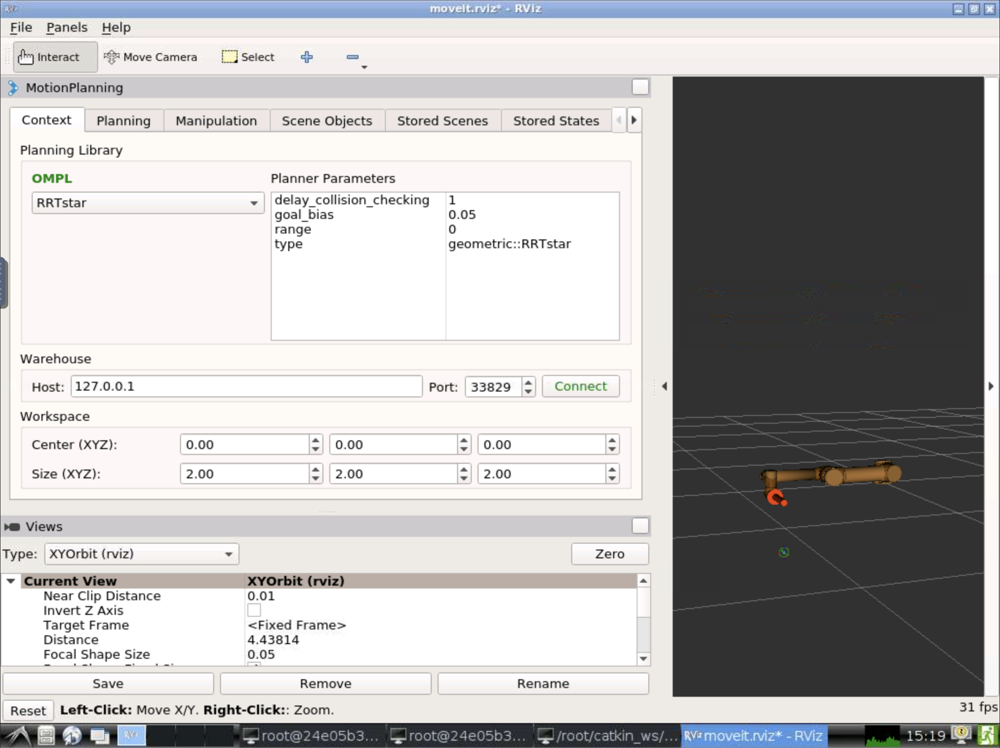 moveit.rviz* - RViz
File Panels Help
Interact Move Camera Select
MotionPlanning
Context Planning Manipulation Scene Objects Stored Scenes Stored States
Planning Library
OMPL Planner Parameters
RRTstar
delay_collision_checking 1
goal_bias 0.05
range 0
type geometric::RRTstar
Warehouse
Host: 127.0.0.1 Port: 33829 Connect
Workspace
Center (XYZ): 0.00 0.00 0.00
Size (XYZ): 2.00 2.00 2.00
Views
Type: XYOrbit (rviz) Zero
Current View XYOrbit (rviz)
Near Clip Distance 0.01
Invert Z Axis
Target Frame <Fixed Frame>
Distance 4.43814
Focal Shape Size 0.05
Save Remove Rename
Reset Left-Click: Move X/Y. Right-Click:: Zoom. 31 fps
root@24e05b3... root@24e05b3... /root/catkin_ws/... RViz moveit.rviz* - RViz 15:19